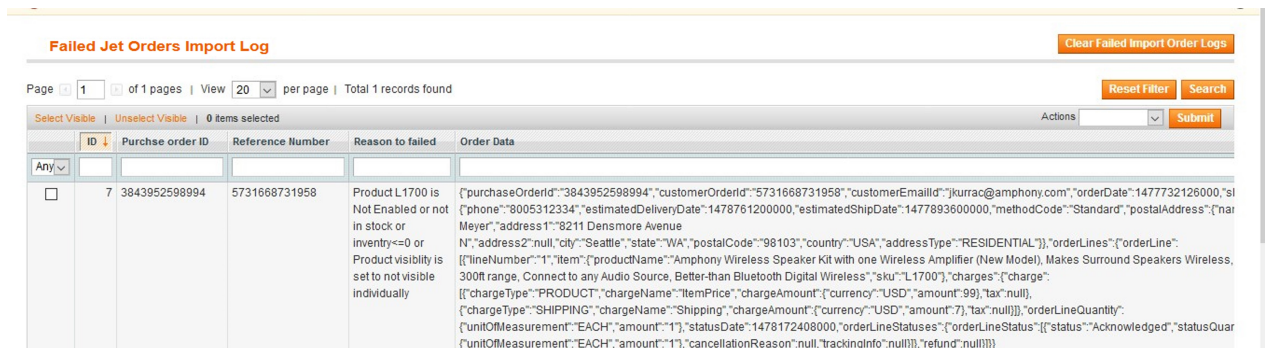 Failed Jet Orders Import Log
Clear Failed Import Order Logs
Page 1 of 1 pages | View 20 per page | Total 1 records found
Reset Filter Search
Select Visible | Unselect Visible | 0 items selected
Actions Submit
ID Purchse order ID Reference Number Reason to failed Order Data
Any
7 3843952598994 5731668731958 Product L1700 is {"purchaseOrderId":"3843952598994","customerOrderId":"5731668731958","customerEmailId":"jkurrac@amphony.com","orderDate":1477732126000,"sl
Not Enabled or not {"phone":"8005312334","estimatedDeliveryDate":1478761200000,"estimatedShipDate":1477893600000,"methodCode":"Standard","postalAddress":{"nar
in stock or Meyer","address1":"8211 Densmore Avenue
inventry<=0 or N","address2":null,"city":"Seattle","state":"WA","postalCode":"98103","country":"USA","addressType":"RESIDENTIAL"}},"orderLines":{"orderLine":
Product visiblity is [{"lineNumber":"1","item":{"productName":"Amphony Wireless Speaker Kit with one Wireless Amplifier (New Model), Makes Surround Speakers Wireless,
set to not visible 300ft range, Connect to any Audio Source, Better-than Bluetooth Digital Wireless","sku":"L1700"},"charges":{"charge":
individually [{"chargeType":"PRODUCT","chargeName":"ItemPrice","chargeAmount":{"currency":"USD","amount":99},"tax":null},
{"chargeType":"SHIPPING","chargeName":"Shipping","chargeAmount":{"currency":"USD","amount":7},"tax":null}]},"orderLineQuantity":
{"unitOfMeasurement":"EACH","amount":"1"},"statusDate":1478172408000,"orderLineStatuses":{"orderLineStatus":[{"status":"Acknowledged","statusQuar
{"unitOfMeasurement":"EACH","amount":"1"},"cancellationReason":null,"trackingInfo":null}]},"refund":null}]}}